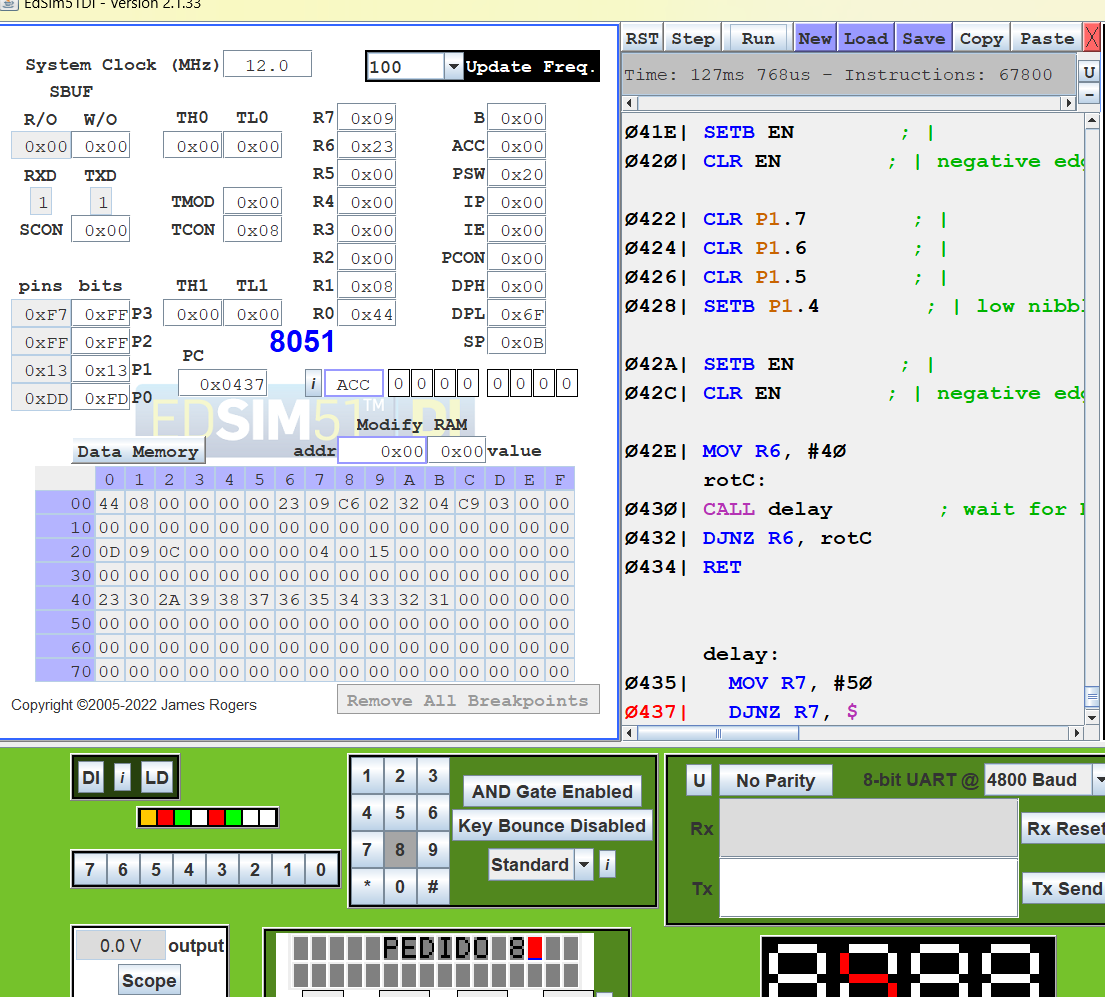 EdSim51DI - Version 2.1.33
System Clock (MHz) 12.0 100 Update Freq.
SBUF
R/O W/O TH0 TL0 R7 0x09 B 0x00
0x00 0x00 0x00 0x00 R6 0x23 ACC 0x00
RXD TXD R5 0x00 PSW 0x20
1 1 TMOD 0x00 R4 0x00 IP 0x00
SCON 0x00 TCON 0x08 R3 0x00 IE 0x00
R2 0x00 PCON 0x00
pins bits TH1 TL1 R1 0x08 DPH 0x00
0xF7 0xFF P3 0x00 0x00 R0 0x44 DPL 0x6F
0xFF 0xFF P2 8051 SP 0x0B
PC
0x13 0x13 P1 0x0437 i ACC 0 0 0 0 0 0 0 0
0xDD 0xFD P0
EDSIM51™ DI
Modify RAM
Data Memory addr 0x00 0x00 value
0 1 2 3 4 5 6 7 8 9 A B C D E F
00 44 08 00 00 00 00 23 09 C6 02 32 04 C9 03 00 00
10 00 00 00 00 00 00 00 00 00 00 00 00 00 00 00 00
20 0D 09 0C 00 00 00 00 04 00 15 00 00 00 00 00 00
30 00 00 00 00 00 00 00 00 00 00 00 00 00 00 00 00
40 23 30 2A 39 38 37 36 35 34 33 32 31 00 00 00 00
50 00 00 00 00 00 00 00 00 00 00 00 00 00 00 00 00
60 00 00 00 00 00 00 00 00 00 00 00 00 00 00 00 00
70 00 00 00 00 00 00 00 00 00 00 00 00 00 00 00 00
Copyright ©2005-2022 James Rogers Remove All Breakpoints
RST Step Run New Load Save Copy Paste X
Time: 127ms 768us - Instructions: 67800 U
-
041E| SETB EN ; |
0420| CLR EN ; | negative edg
0422| CLR P1.7 ; |
0424| CLR P1.6 ; |
0426| CLR P1.5 ; |
0428| SETB P1.4 ; | low nibbl
042A| SETB EN ; |
042C| CLR EN ; | negative edg
042E| MOV R6, #40
rotC:
0430| CALL delay ; wait for
0432| DJNZ R6, rotC
0434| RET
delay:
0435| MOV R7, #50
0437| DJNZ R7, $
DI i LD
7 6 5 4 3 2 1 0
1 2 3
4 5 6
7 8 9
* 0 #
AND Gate Enabled
Key Bounce Disabled
Standard i
U No Parity 8-bit UART @ 4800 Baud
Rx Rx Reset
Tx Tx Send
0.0 V output
Scope
PEDIDO 8